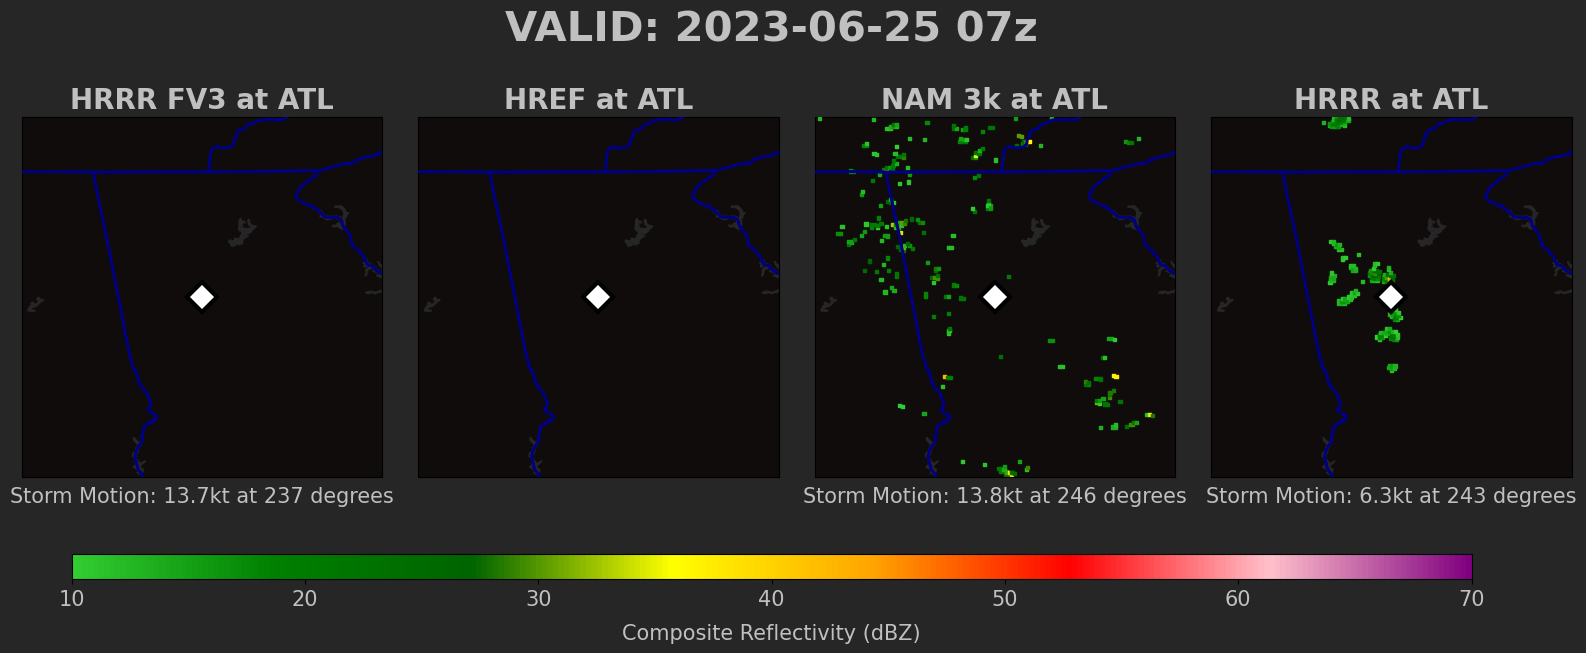 VALID: 2023-06-25 07z
HRRR FV3 at ATL
HREF at ATL
NAM 3k at ATL
HRRR at ATL
Storm Motion: 13.7kt at 237 degrees
Storm Motion: 13.8kt at 246 degrees
Storm Motion: 6.3kt at 243 degrees
10 20 30 40 50 60 70
Composite Reflectivity (dBZ)